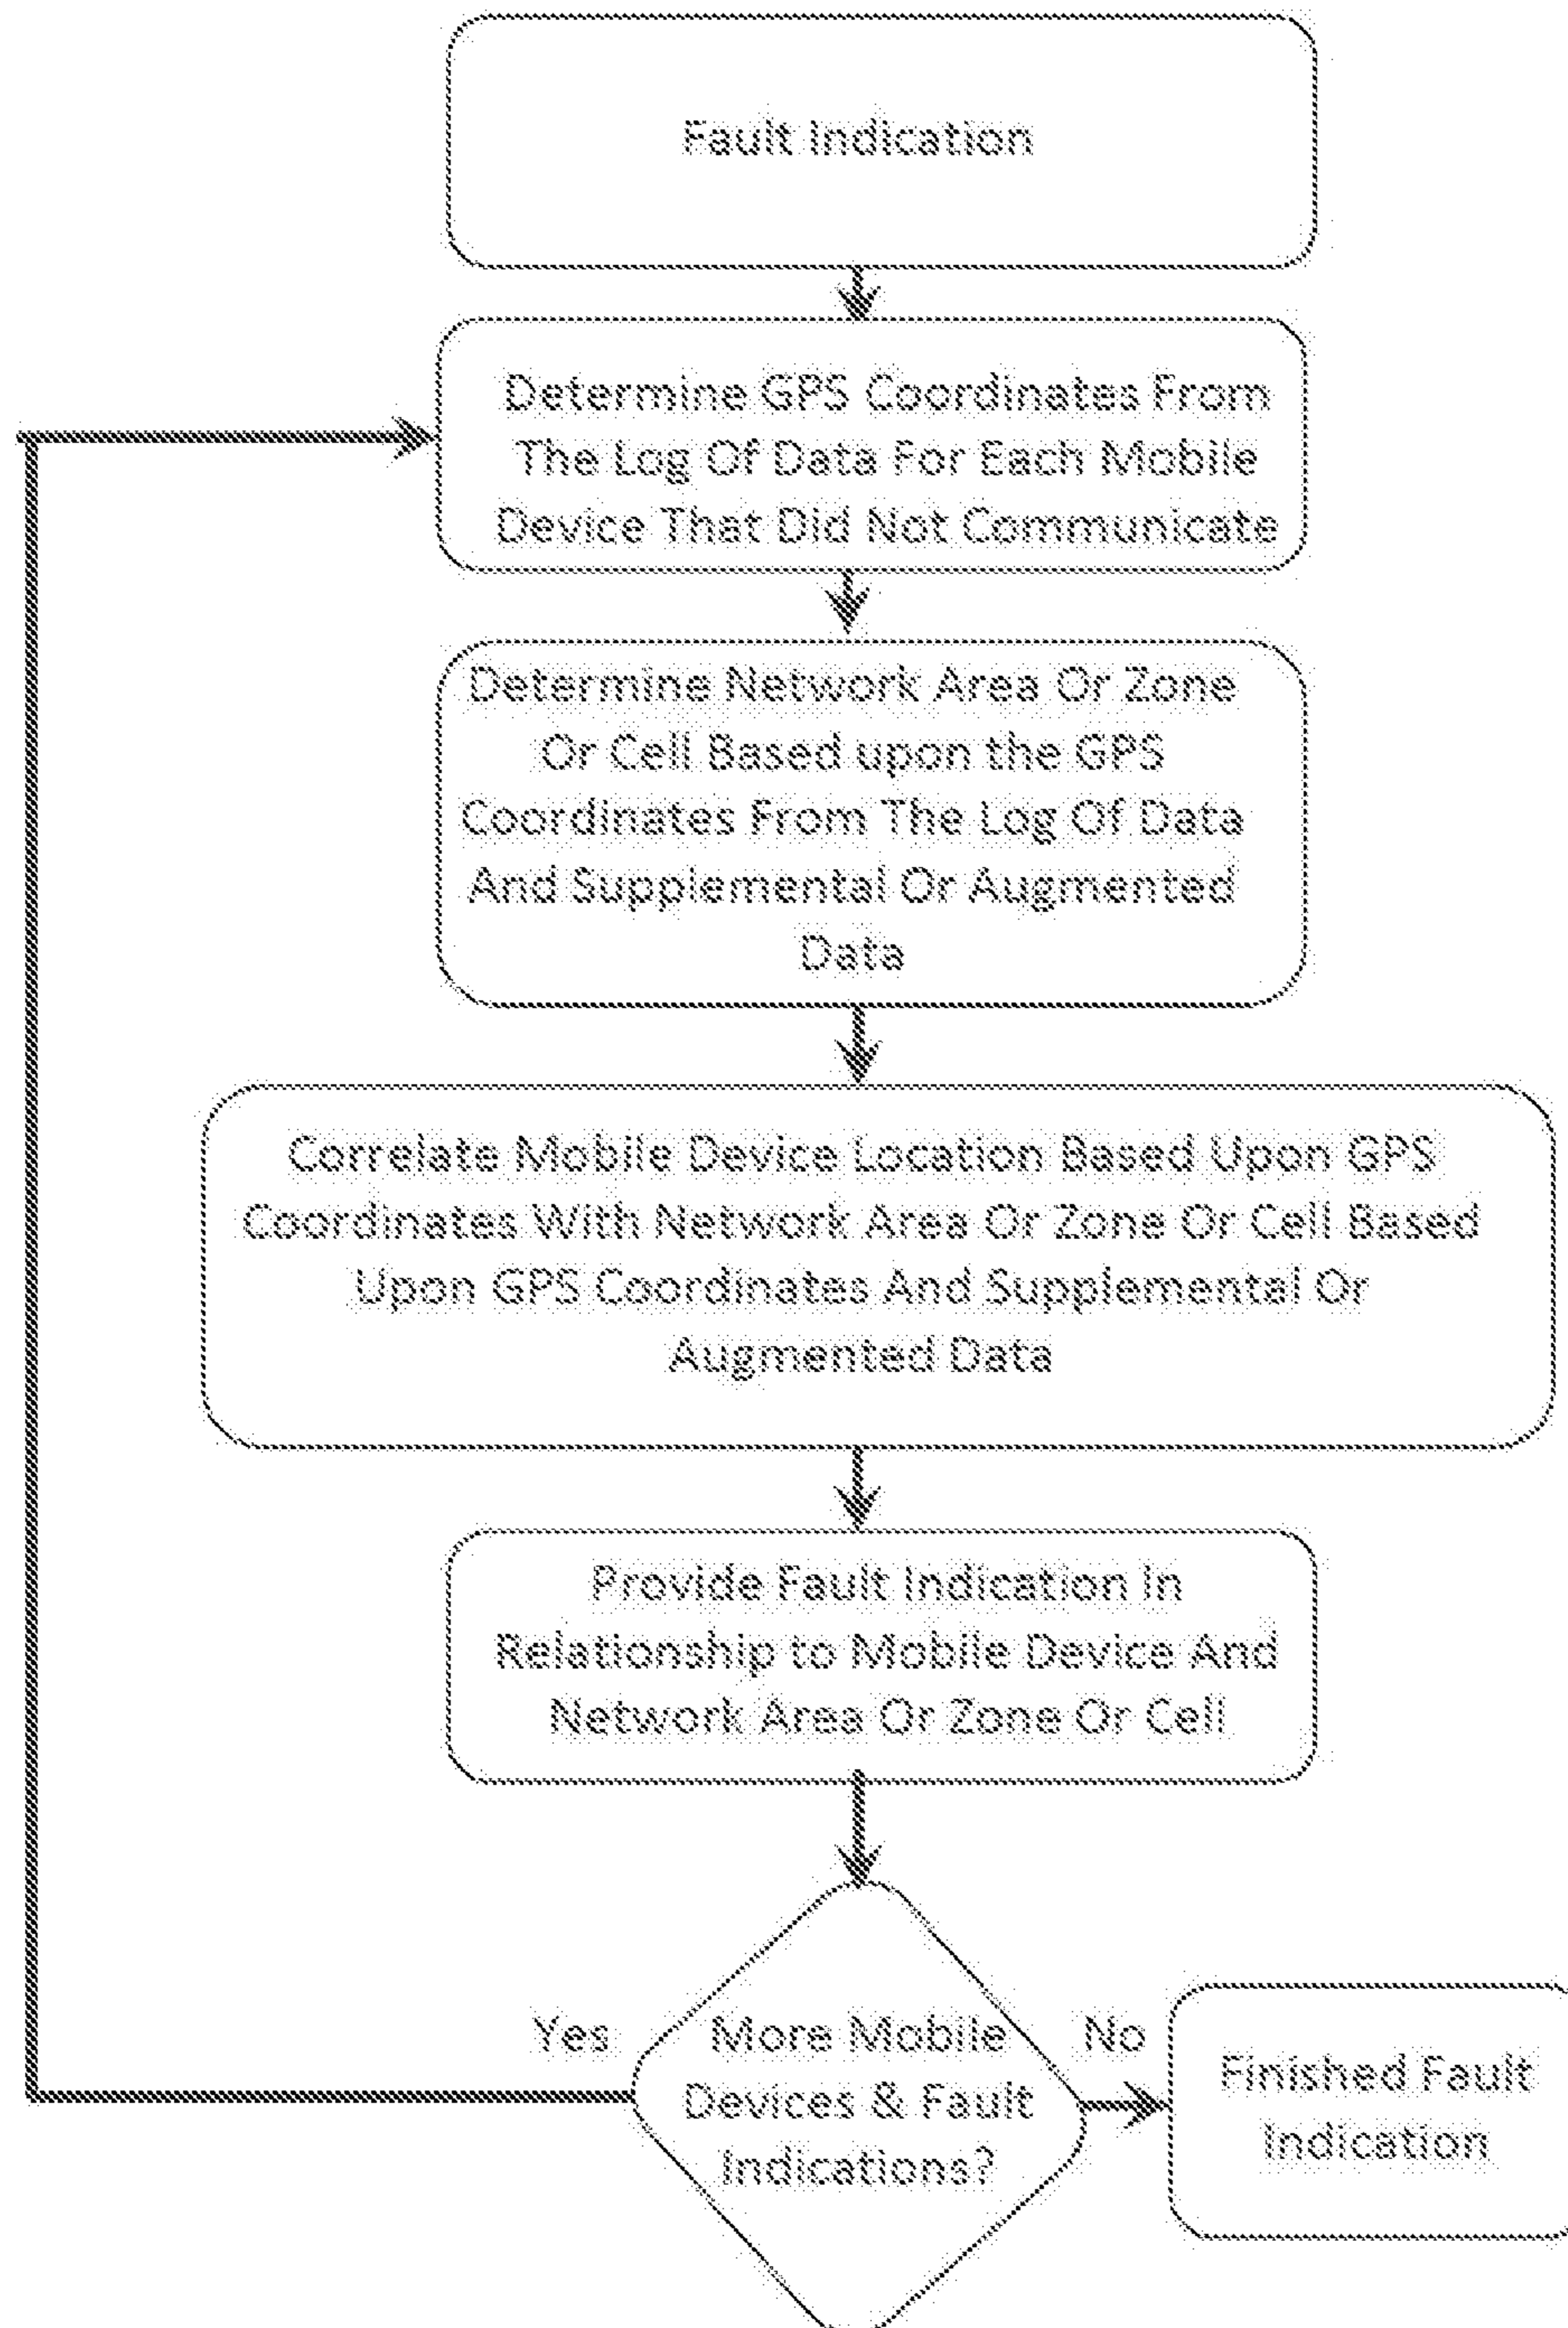 Fault Indication
Determine GPS Coordinates From
The Log Of Data For Each Mobile
Device That Did Not Communicate
Determine Network Area Or Zone
Or Cell Based upon the GPS
Coordinates From The Log Of Data
And Supplemental Or Augmented
Data
Correlate Mobile Device Location Based Upon GPS
Coordinates With Network Area Or Zone Or Cell Based
Upon GPS Coordinates And Supplemental Or
Augmented Data
Provide Fault Indication In
Relationship to Mobile Device And
Network Area Or Zone Or Cell
Yes
More Mobile
Devices & Fault
Indications?
No
Finished Fault
Indication